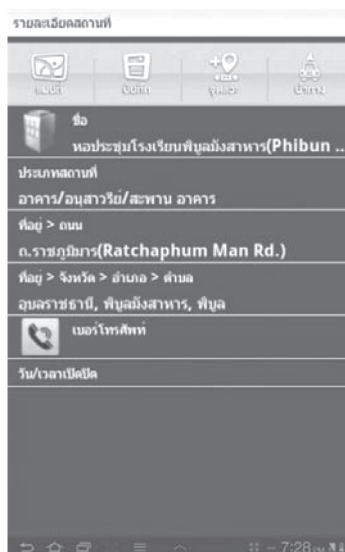 รายละเอียดสถานที่
แผนที่ บันทึก จุดแวะ นำทาง
ชื่อ
หอประชุมโรงเรียนพิบูลมังสาหาร(Phibun ..
ประเภทสถานที่
อาคาร/อนุสาวรีย์/สะพาน อาคาร
ที่อยู่ > ถนน
ถ.ราชภูมิมาร(Ratchaphum Man Rd.)
ที่อยู่ > จังหวัด > อำเภอ > ตำบล
อุบลราชธานี, พิบูลมังสาหาร, พิบูล
เบอร์โทรศัพท์
วัน/เวลาเปิดปิด
7:28